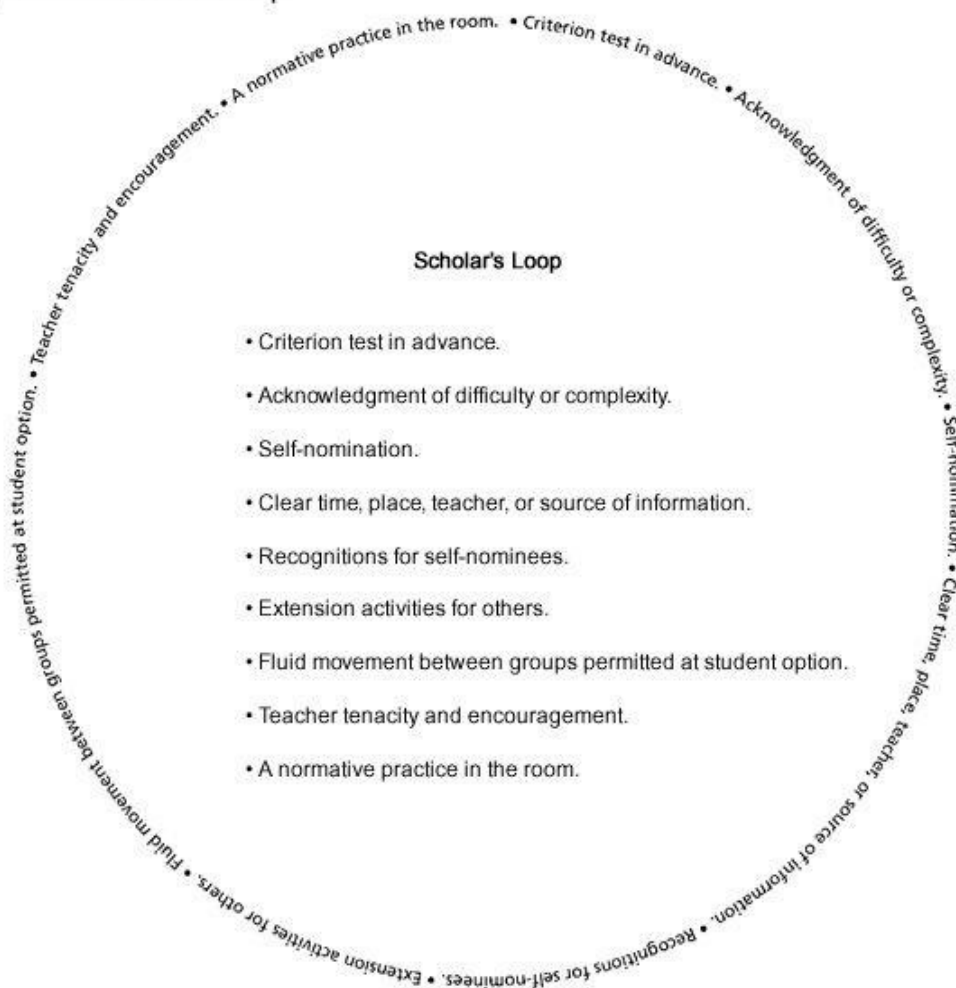 • Criterion test in advance. • Acknowledgment of difficulty or complexity. • Self-nomination. • Clear time, place, teacher, or source of information. • Recognitions for self-nominees. • Extension activities for others. • Fluid movement between groups permitted at student option. • Teacher tenacity and encouragement. • A normative practice in the room.
Scholar's Loop
• Criterion test in advance.
• Acknowledgment of difficulty or complexity.
• Self-nomination.
• Clear time, place, teacher, or source of information.
• Recognitions for self-nominees.
• Extension activities for others.
• Fluid movement between groups permitted at student option.
• Teacher tenacity and encouragement.
• A normative practice in the room.